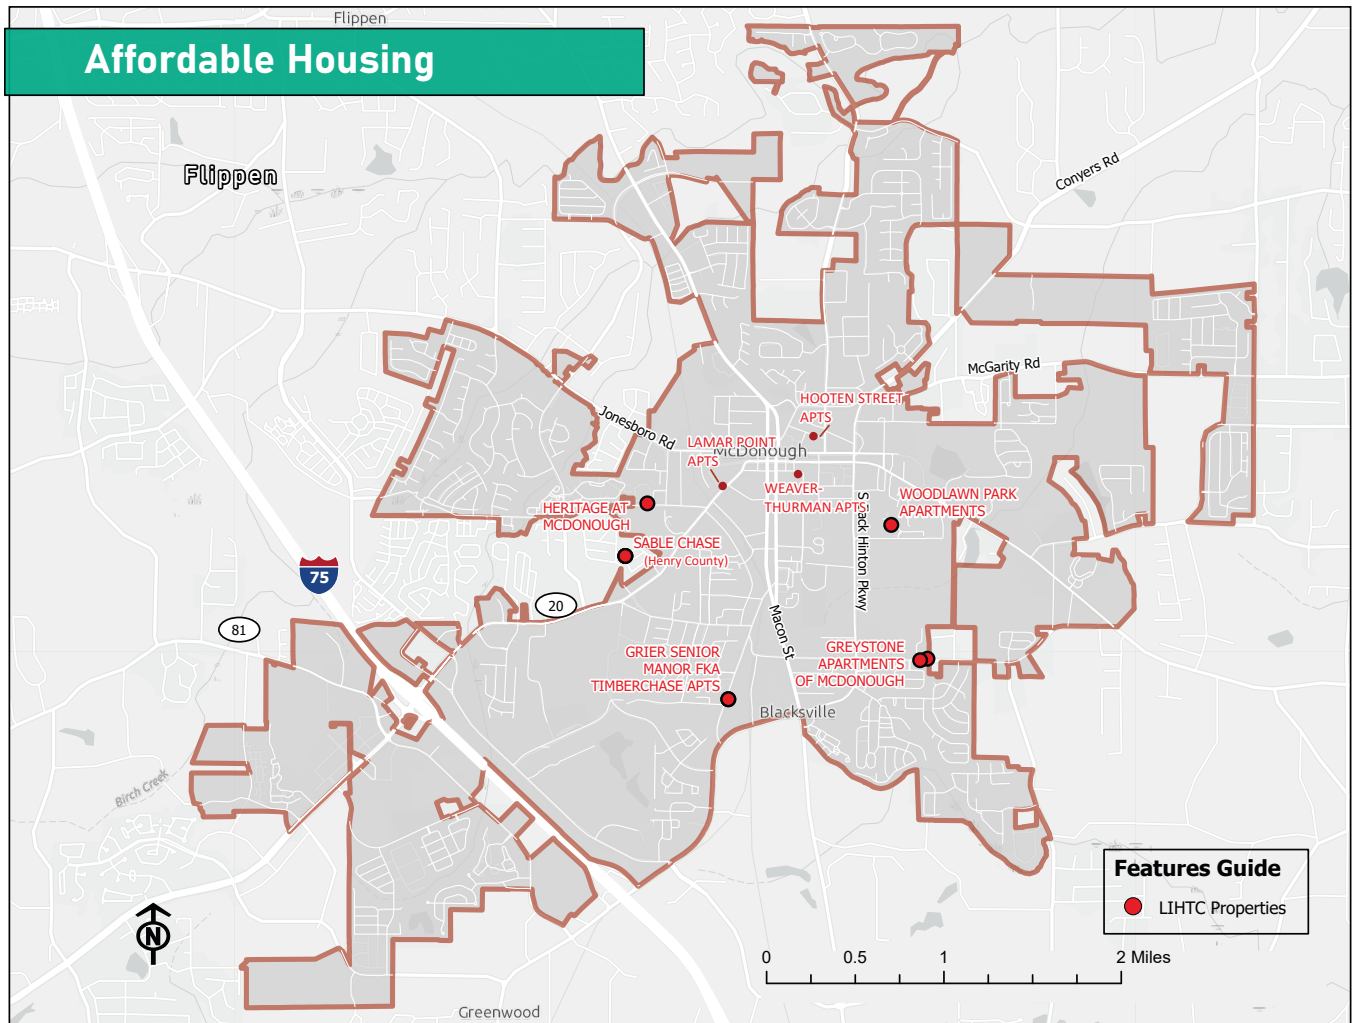 Flippen
Affordable Housing
Flippen
Conyers Rd
McGarity Rd
HOOTEN STREET
APTS
Jonesboro Rd
LAMAR POINT
APTS
McDonough
WEAVER-
THURMAN APTS
WOODLAWN PARK
APARTMENTS
HERITAGE AT
MCDONOUGH
SABLE CHASE
(Henry County)
75
20
81
Hinton Pkwy
Macon St
GRIER SENIOR
MANOR FKA
TIMBERCHASE APTS
GREYSTONE
APARTMENTS
OF MCDONOUGH
Blacksville
Birch Creek
Features Guide
LIHTC Properties
N
0 0.5 1 2 Miles
Greenwood